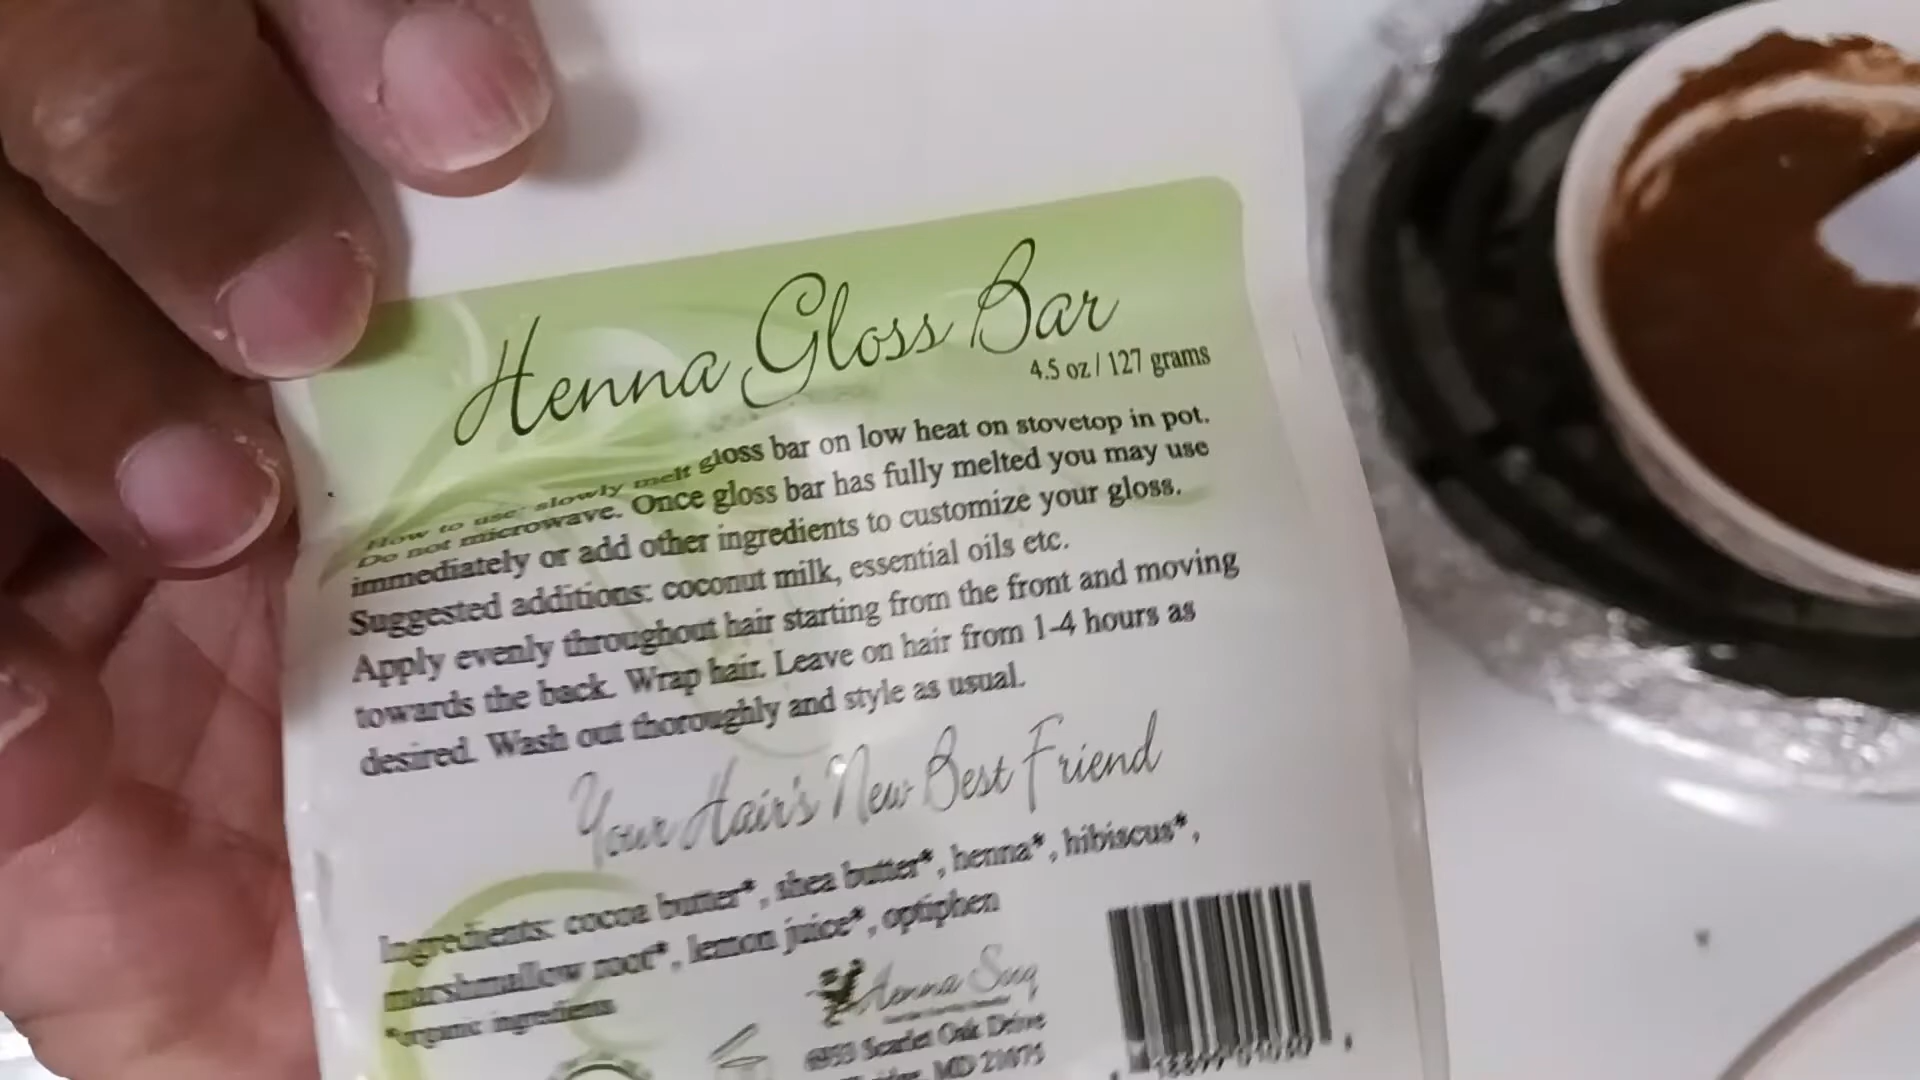 Henna Gloss Bar
4.5 oz / 127 grams
How to use: slowly melt gloss bar on low heat on stovetop in pot.
Do not microwave. Once gloss bar has fully melted you may use
immediately or add other ingredients to customize your gloss.
Suggested additions: coconut milk, essential oils etc.
Apply evenly throughout hair starting from the front and moving
towards the back. Wrap hair. Leave on hair from 1-4 hours as
desired. Wash out thoroughly and style as usual.
Your Hair's New Best Friend
Ingredients: cocoa butter*, shea butter*, henna*, hibiscus*,
marshmallow root*, lemon juice*, optiphen
*organic ingredients
Henna Sug
Scarlet Oak Drive
MD 21075